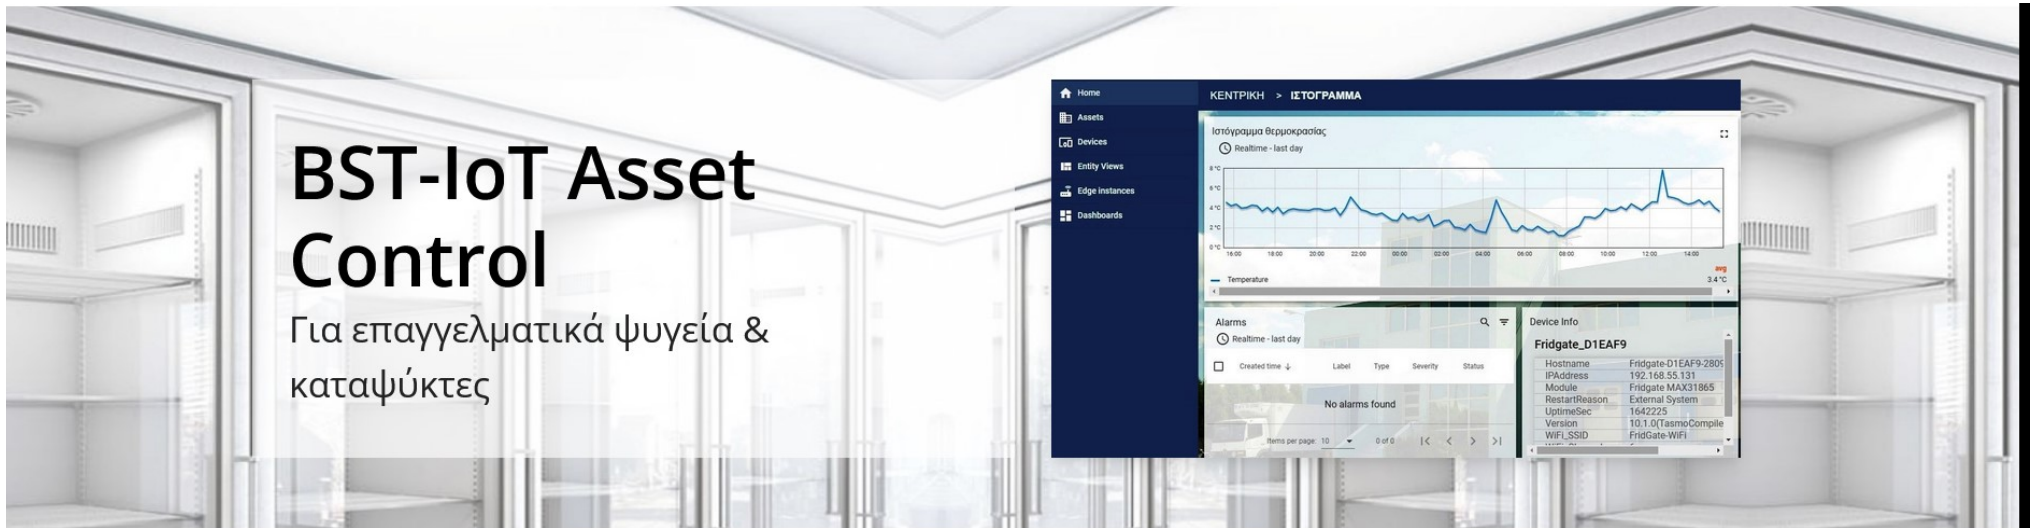 BST-IoT Asset
Control
Για επαγγελματικά ψυγεία &
καταψύκτες
Home
Assets
Devices
Entity Views
Edge instances
Dashboards
ΚΕΝΤΡΙΚΗ > ΙΣΤΟΓΡΑΜΜΑ
Ιστόγραμμα θερμοκρασίας
Realtime - last day
8 °C
6 °C
4 °C
2 °C
0 °C
16:00 18:00 20:00 22:00 00:00 02:00 04:00 06:00 08:00 10:00 12:00 14:00
avg
Temperature 3.4 °C
Alarms
Realtime - last day
Created time Label Type Severity Status
No alarms found
Items per page: 10 0 of 0
Device Info
Fridgate_D1EAF9
Hostname Fridgate-D1EAF9-2809
IPAddress 192.168.55.131
Module Fridgate MAX31865
RestartReason External System
UptimeSec 1642225
Version 10.1.0(TasmoCompile
WiFi_SSID FridGate-WiFi